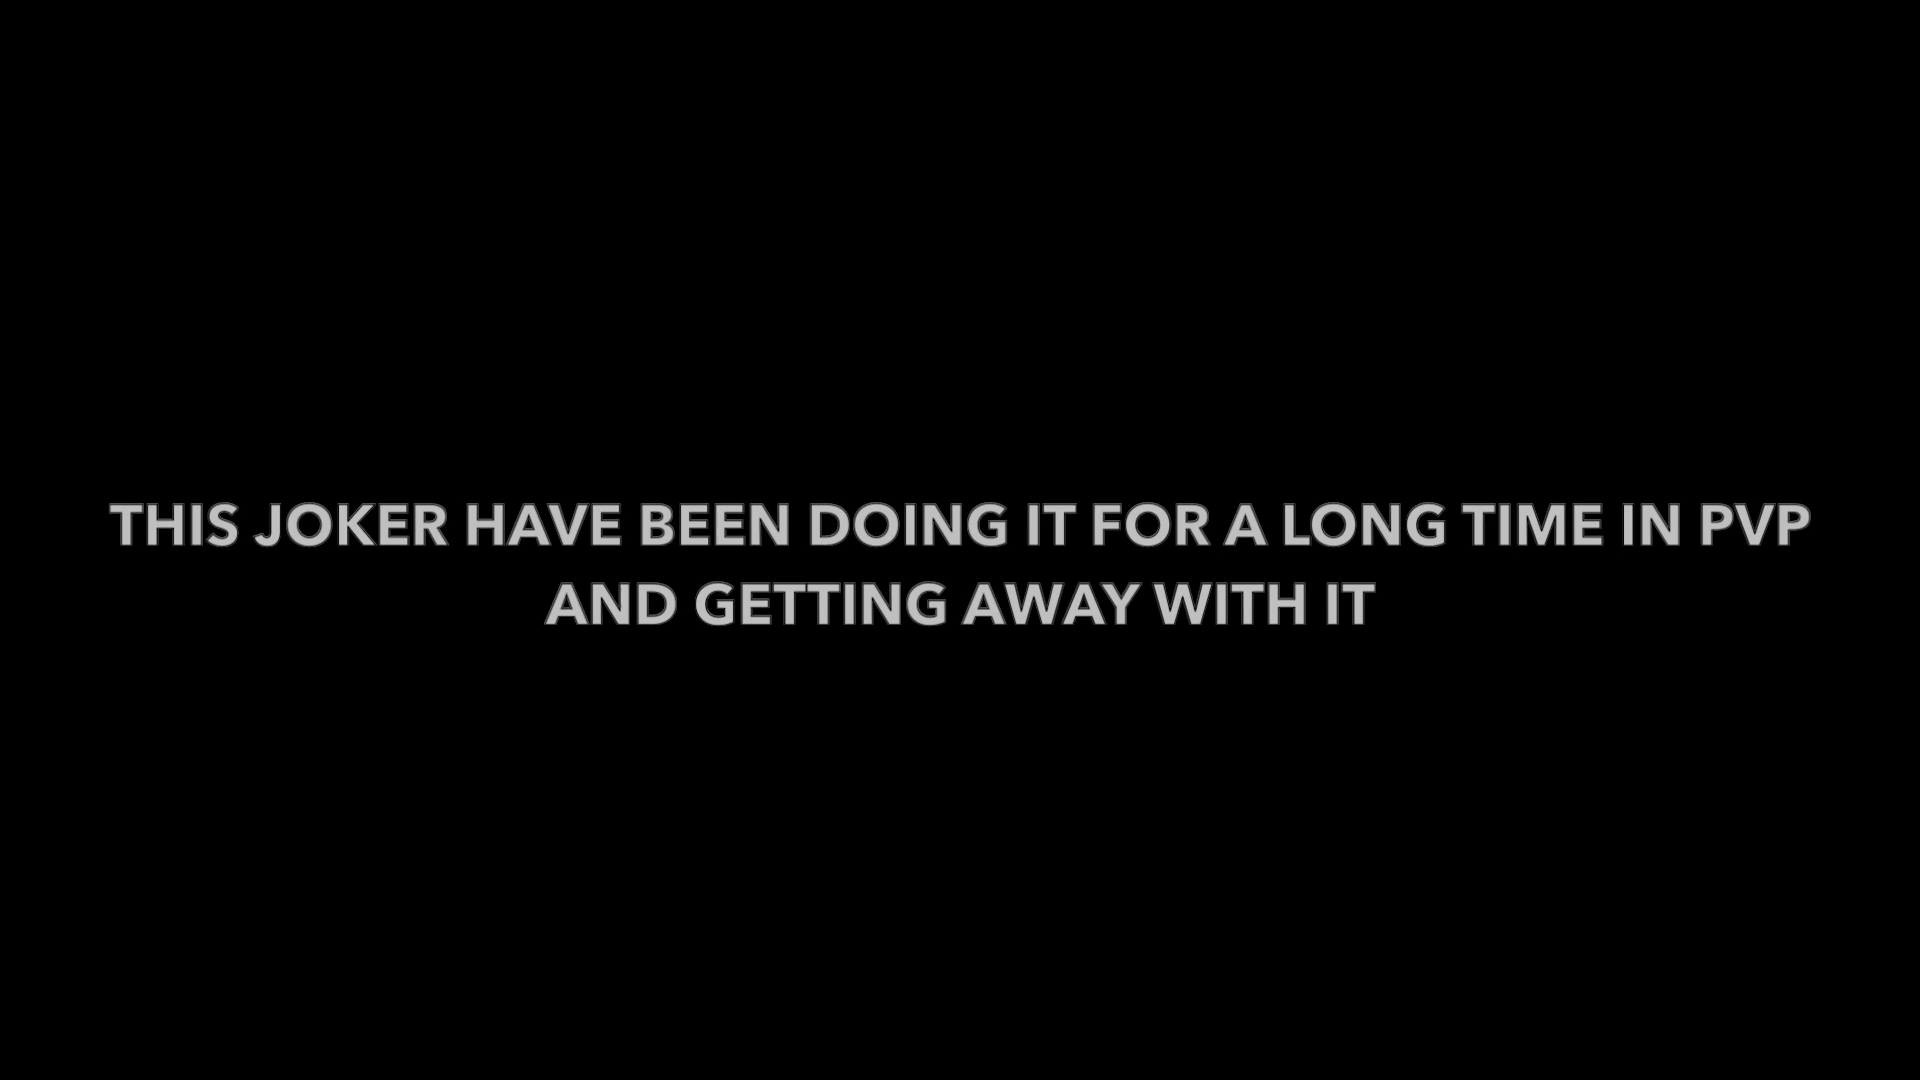 THIS JOKER HAVE BEEN DOING IT FOR A LONG TIME IN PVP
AND GETTING AWAY WITH IT